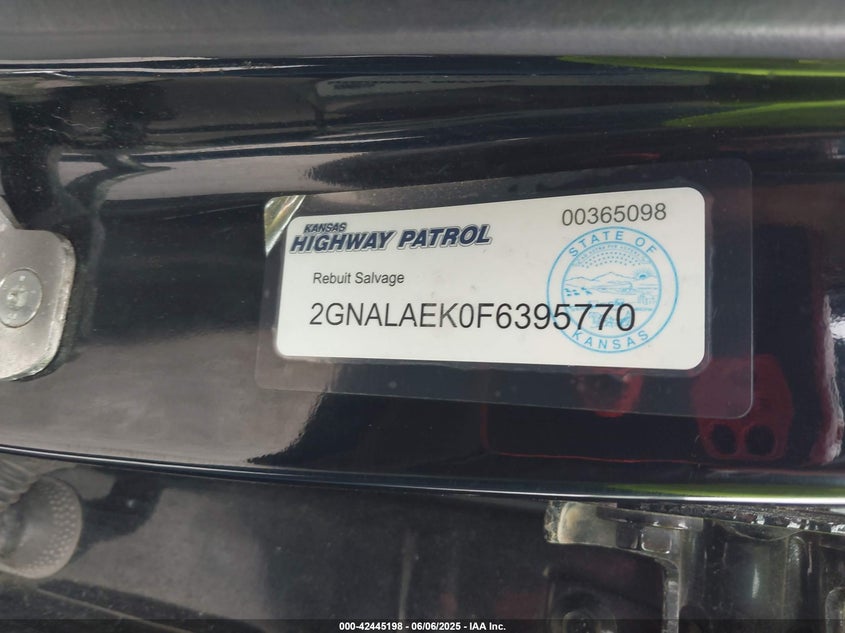 KANSAS
HIGHWAY PATROL
00365098
Rebuit Salvage
2GNALAEK0F6395770
STATE OF
KANSAS
000-42445198 - 06/06/2025 - IAA Inc.